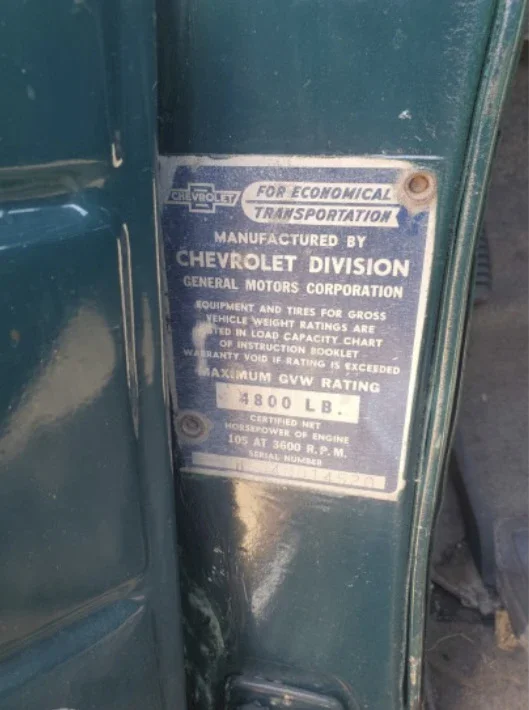 CHEVROLET
FOR ECONOMICAL
TRANSPORTATION
MANUFACTURED BY
CHEVROLET DIVISION
GENERAL MOTORS CORPORATION
EQUIPMENT AND TIRES FOR GROSS
VEHICLE WEIGHT RATINGS ARE
IN LOAD CAPACITY CHART
OF INSTRUCTION BOOKLET
WARRANTY VOID IF RATING IS EXCEEDED
MAXIMUM GVW RATING
4800 LB.
CERTIFIED NET
HORSEPOWER OF ENGINE
105 AT 3600 R.P.M.
SERIAL NUMBER